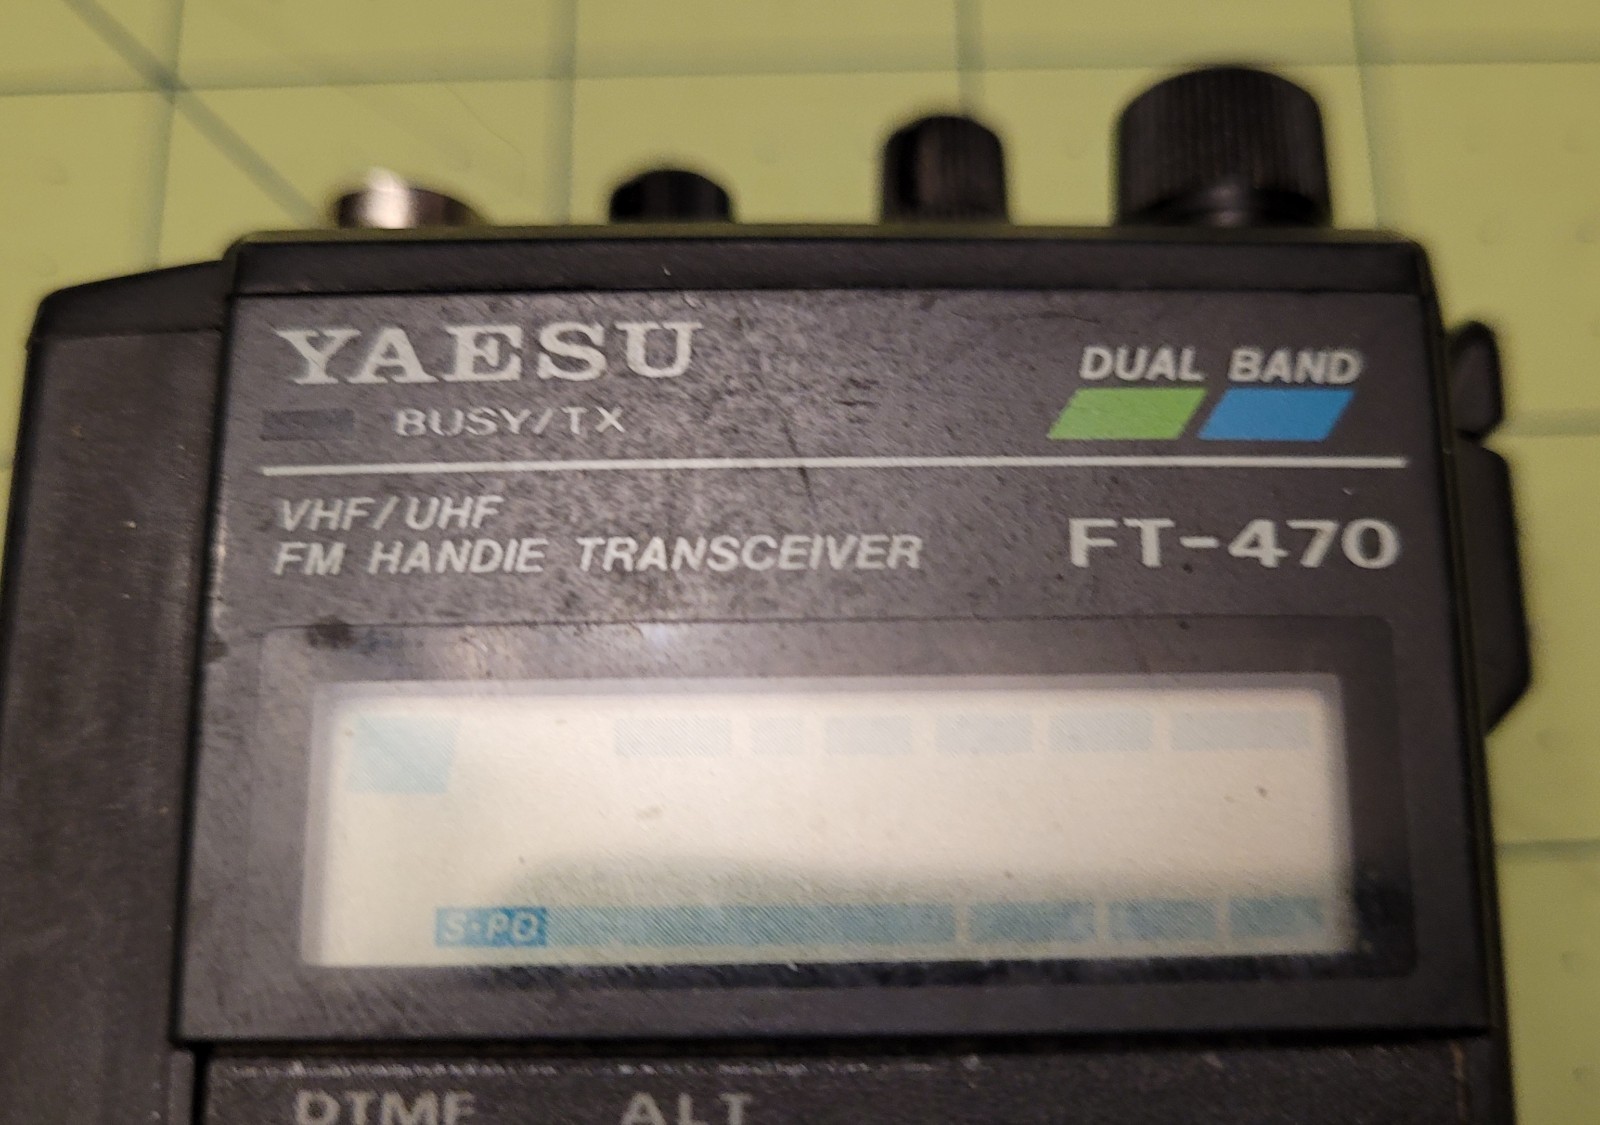 YAESU
DUAL BAND
BUSY/TX
VHF/UHF
FM HANDIE TRANSCEIVER
FT-470
S-PO
DTMF ALT